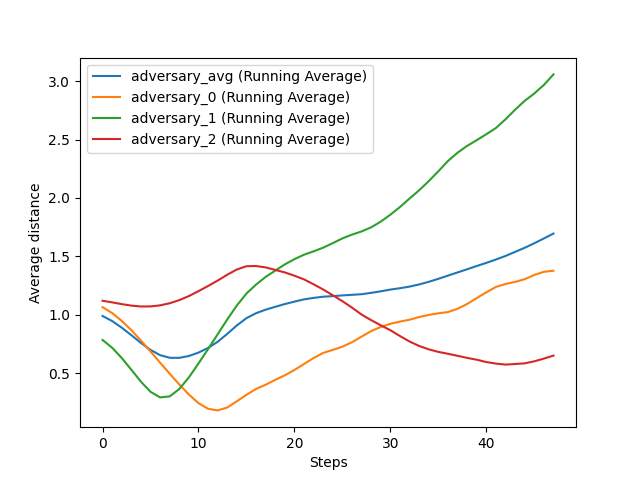 adversary_avg (Running Average)
adversary_0 (Running Average)
adversary_1 (Running Average)
adversary_2 (Running Average)
Average distance
3.0
2.5
2.0
1.5
1.0
0.5
0 10 20 30 40
Steps